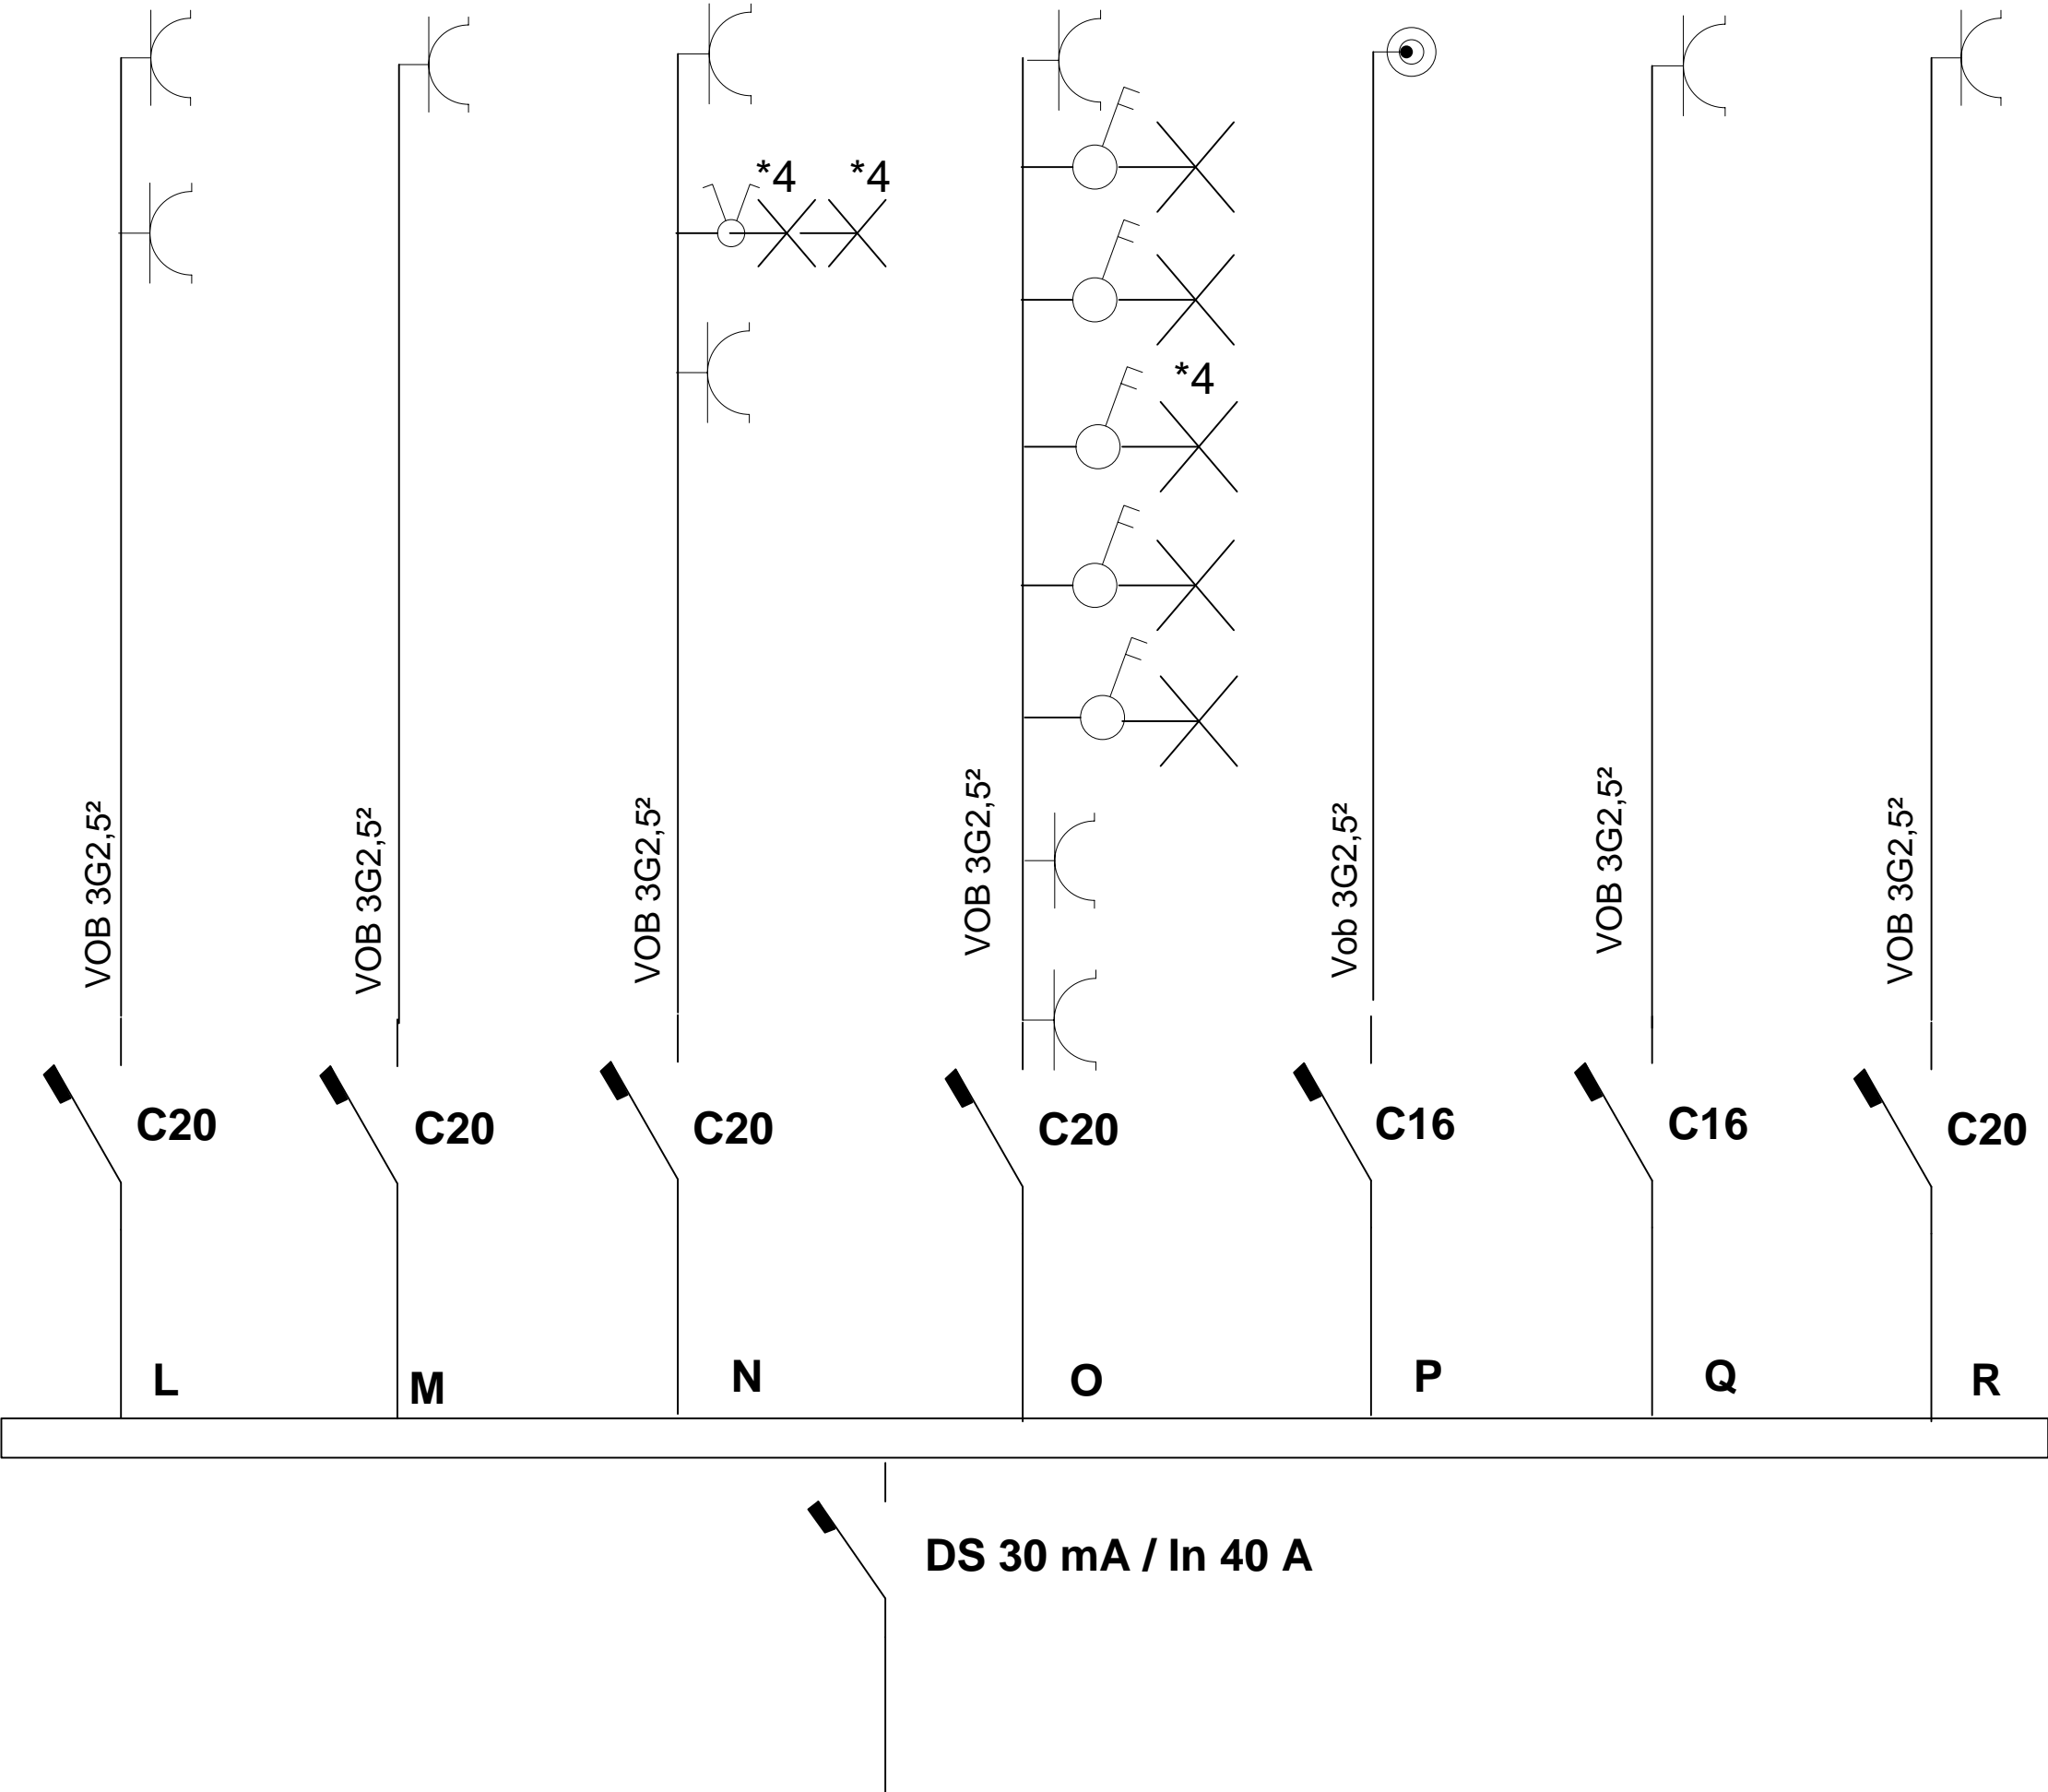 *4 *4
*4
VOB 3G2,5²
VOB 3G2,5²
VOB 3G2,5²
VOB 3G2,5²
Vob 3G2,5²
VOB 3G2,5²
VOB 3G2,5²
C20
C20
C20
C20
C16
C16
C20
L
M
N
O
P
Q
R
DS 30 mA / In 40 A